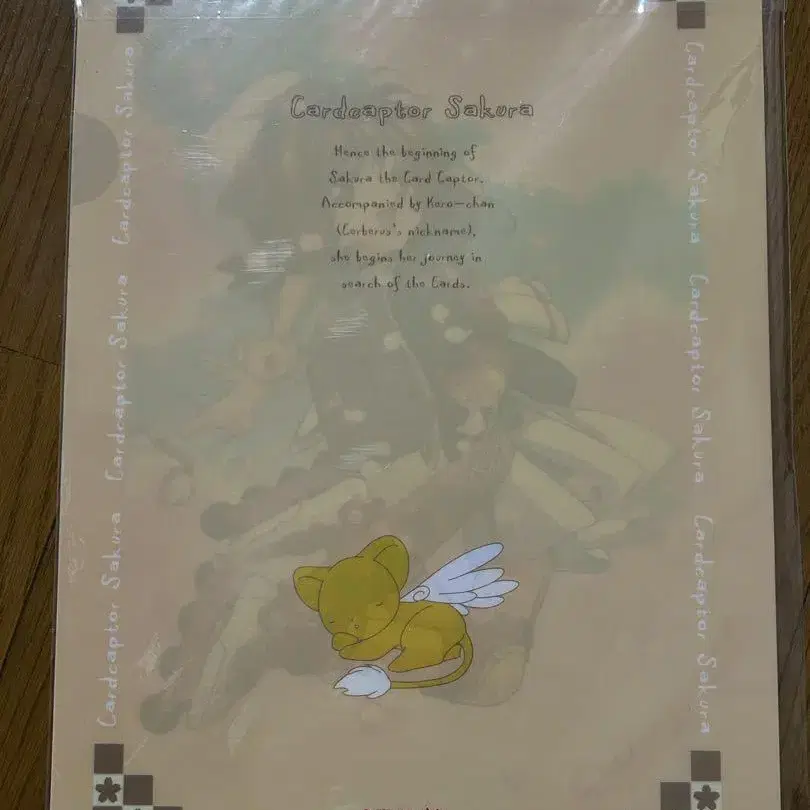 Cardcaptor Sakura
Hence the beginning of
Sakura the Card Captor.
Accompanied by Kero-chan
(Cerberus's nickname),
she begins her journey in
search of the Cards.
Cardcaptor Sakura Cardcaptor Sakura Cardcaptor Sakura
Cardcaptor Sakura Cardcaptor Sakura Cardcaptor Sakura